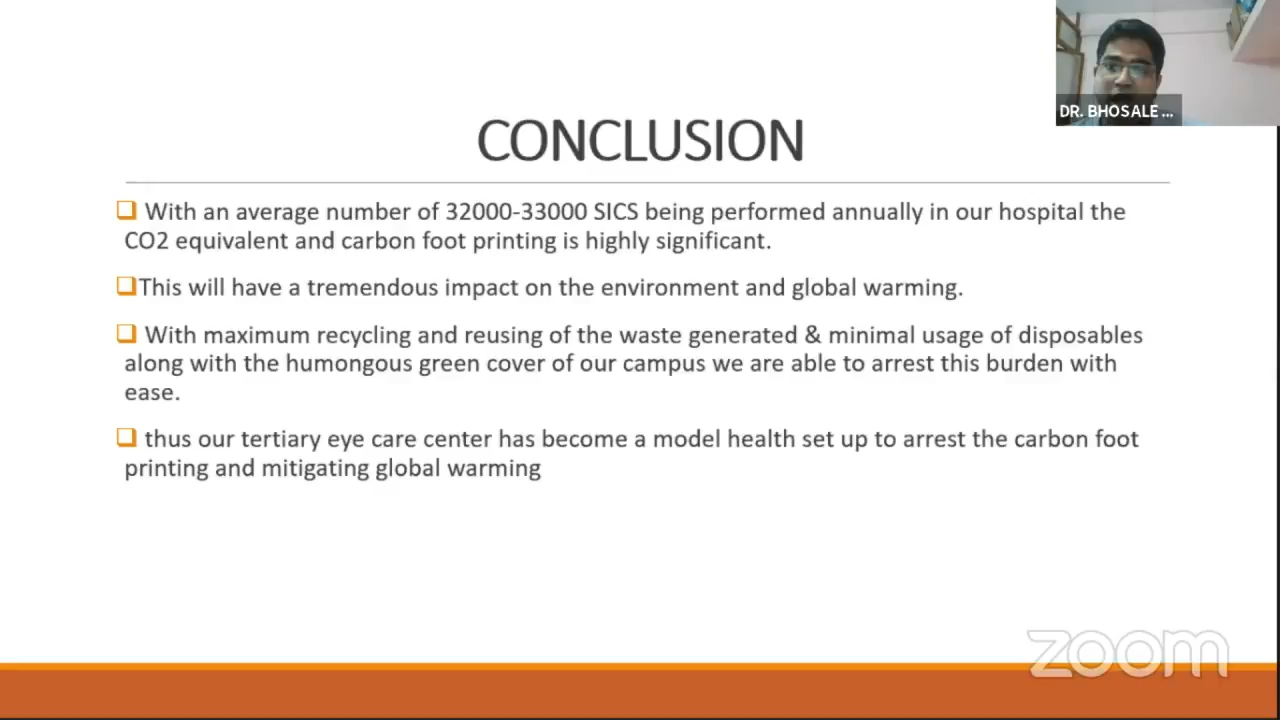 DR. BHOSALE ...
CONCLUSION
With an average number of 32000-33000 SICS being performed annually in our hospital the
CO2 equivalent and carbon foot printing is highly significant.
This will have a tremendous impact on the environment and global warming.
With maximum recycling and reusing of the waste generated & minimal usage of disposables
along with the humongous green cover of our campus we are able to arrest this burden with
ease.
thus our tertiary eye care center has become a model health set up to arrest the carbon foot
printing and mitigating global warming
zoom